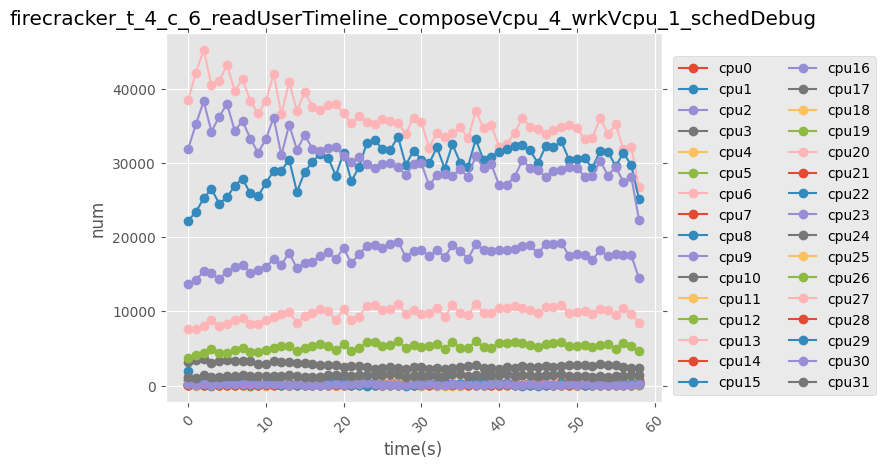 firecracker_t_4_c_6_readUserTimeline_composeVcpu_4_wrkVcpu_1_schedDebug
40000
30000
20000
10000
0
num
0 10 20 30 40 50 60
time(s)
cpu0 cpu16
cpu1 cpu17
cpu2 cpu18
cpu3 cpu19
cpu4 cpu20
cpu5 cpu21
cpu6 cpu22
cpu7 cpu23
cpu8 cpu24
cpu9 cpu25
cpu10 cpu26
cpu11 cpu27
cpu12 cpu28
cpu13 cpu29
cpu14 cpu30
cpu15 cpu31